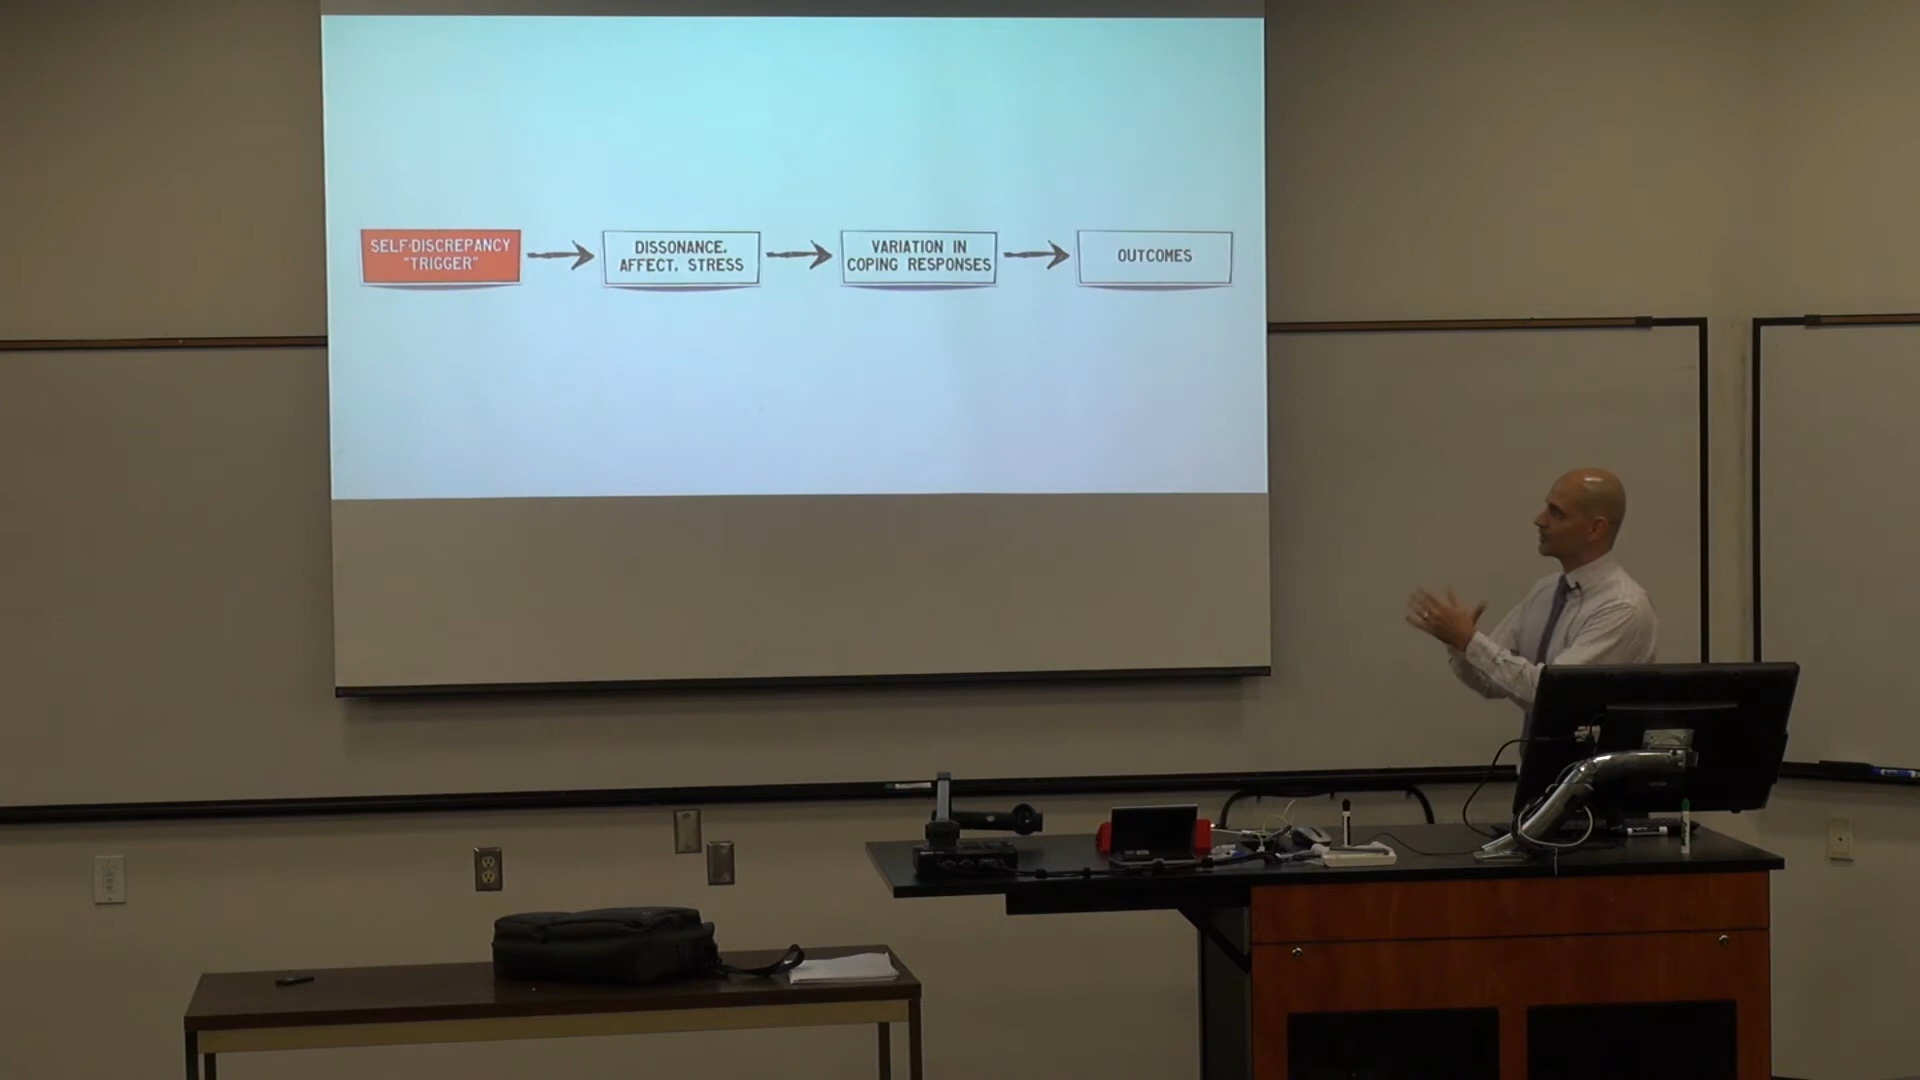 SELF-DISCREPANCY
"TRIGGER"
DISSONANCE,
AFFECT, STRESS
VARIATION IN
COPING RESPONSES
OUTCOMES